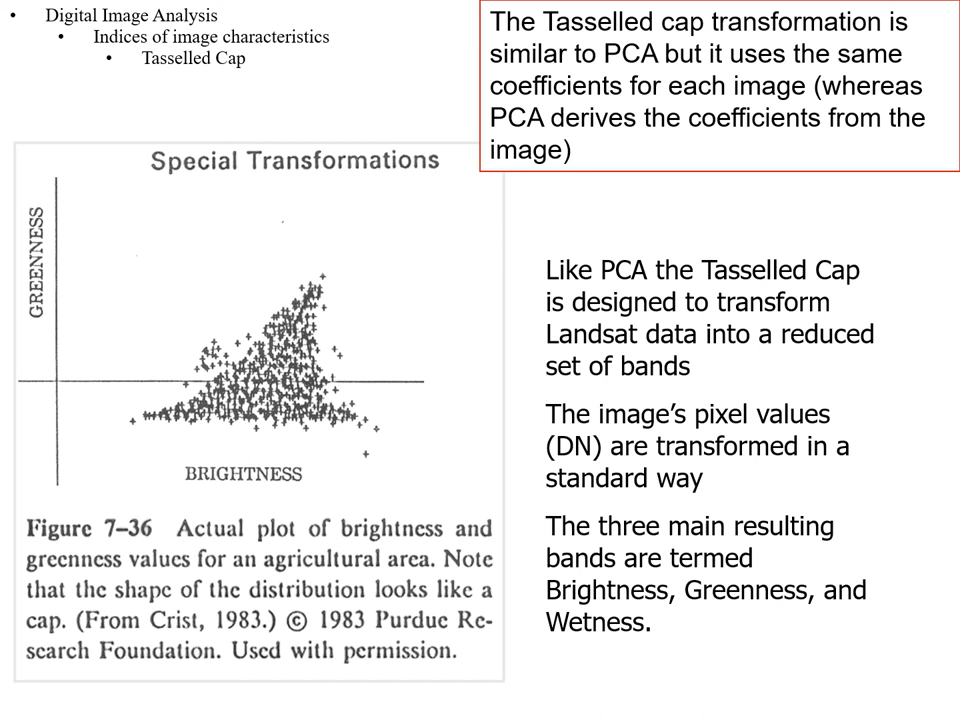 • Digital Image Analysis
• Indices of image characteristics
• Tasselled Cap
The Tasselled cap transformation is
similar to PCA but it uses the same
coefficients for each image (whereas
PCA derives the coefficients from the
image)
Special Transformations
GREENNESS
BRIGHTNESS
Figure 7–36 Actual plot of brightness and
greenness values for an agricultural area. Note
that the shape of the distribution looks like a
cap. (From Crist, 1983.) © 1983 Purdue Re-
search Foundation. Used with permission.
Like PCA the Tasselled Cap
is designed to transform
Landsat data into a reduced
set of bands
The image’s pixel values
(DN) are transformed in a
standard way
The three main resulting
bands are termed
Brightness, Greenness, and
Wetness.